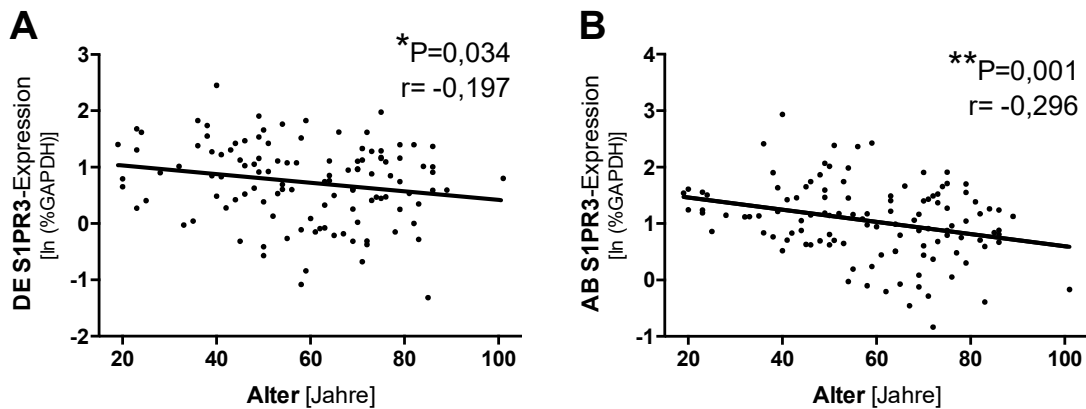 A
*P=0,034
r= -0,197
DE S1PR3-Expression
[ln (%GAPDH)]
3
2
1
0
-1
-2
20
40
60
80
100
Alter [Jahre]
B
**P=0,001
r= -0,296
AB S1PR3-Expression
[ln (%GAPDH)]
4
3
2
1
0
-1
20
40
60
80
100
Alter [Jahre]